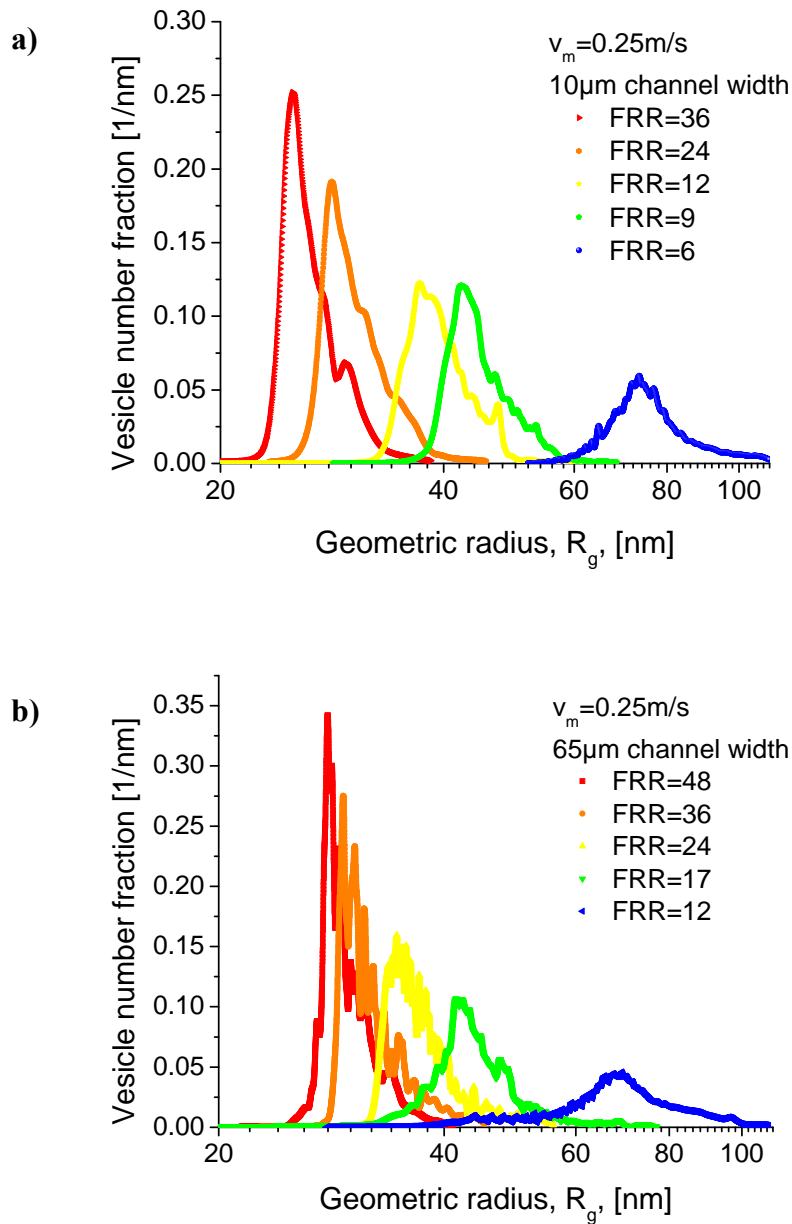 a)
v_m=0.25m/s
10µm channel width
FRR=36
FRR=24
FRR=12
FRR=9
FRR=6
Vesicle number fraction [1/nm]
0.30
0.25
0.20
0.15
0.10
0.05
0.00
20 40 60 80 100
Geometric radius, R_g, [nm]
b)
v_m=0.25m/s
65µm channel width
FRR=48
FRR=36
FRR=24
FRR=17
FRR=12
Vesicle number fraction [1/nm]
0.35
0.30
0.25
0.20
0.15
0.10
0.05
0.00
20 40 60 80 100
Geometric radius, R_g, [nm]